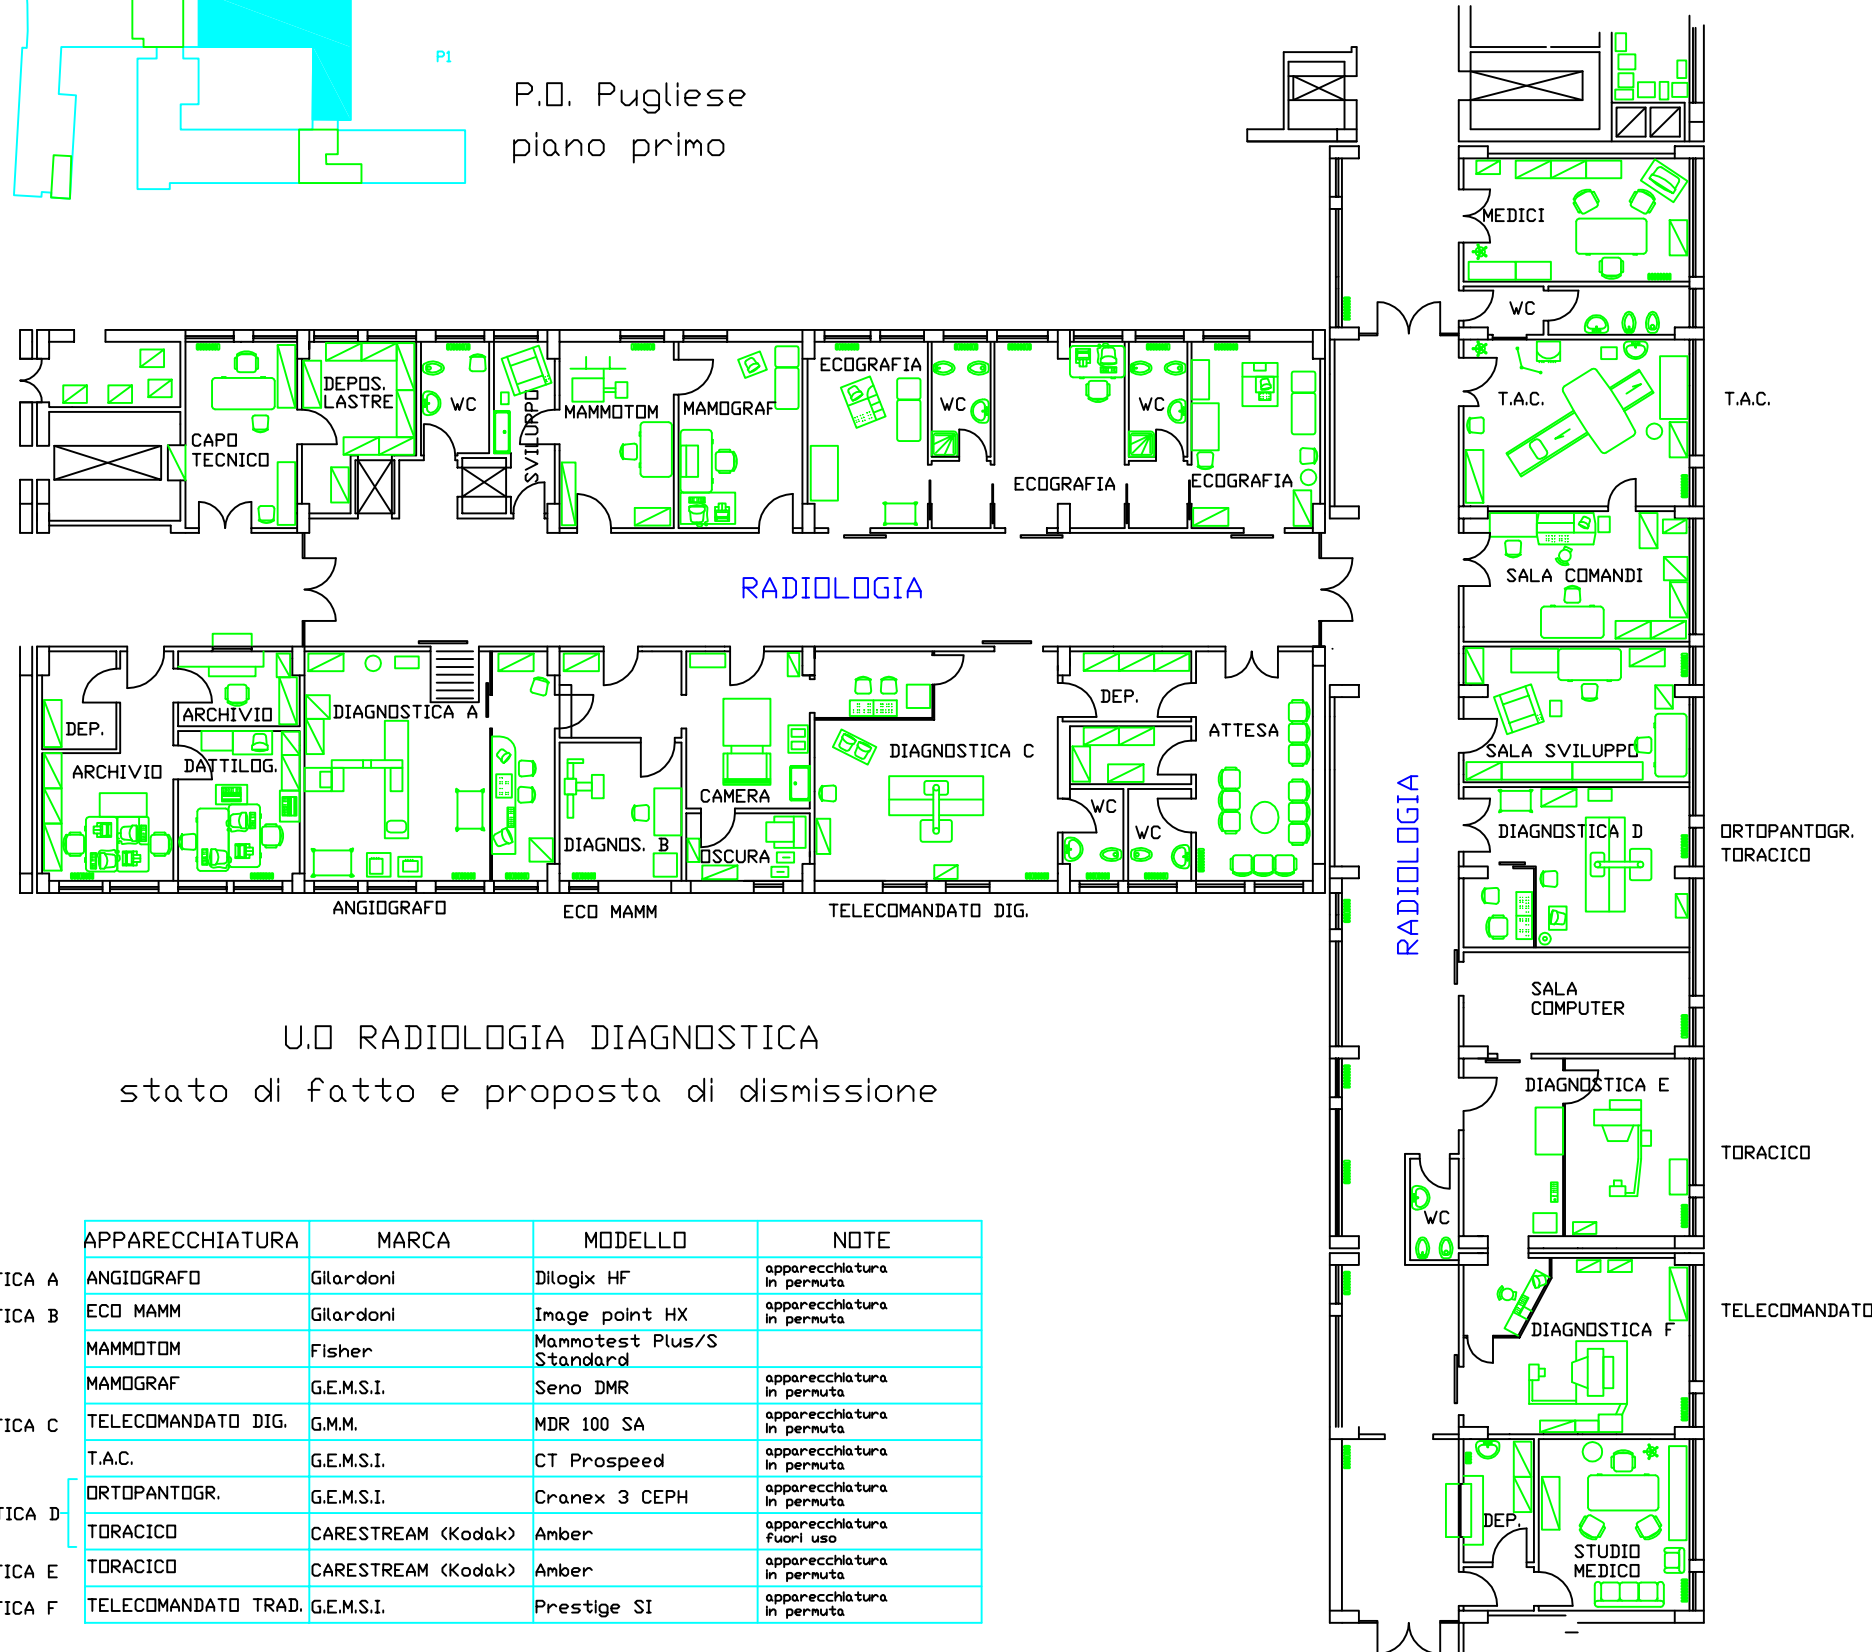 P1
P.O. Pugliese
piano primo
MEDICI
WC
T.A.C.
T.A.C.
SALA COMANDI
SALA SVILUPPO
DIAGNOSTICA D
ORTOPANTOGR.
TORACICO
SALA
COMPUTER
DIAGNOSTICA E
TORACICO
WC
DIAGNOSTICA F
TELECOMANDATO
DEP.
STUDIO
MEDICO
RADIOLOGIA
CAPO
TECNICO
DEPOS.
LASTRE
WC
SVILUPPO
MAMMOTOM
MAMOGRAF
ECOGRAFIA
WC
ECOGRAFIA
WC
ECOGRAFIA
RADIOLOGIA
DEP.
ARCHIVIO
ARCHIVIO
DATTILOG.
DIAGNOSTICA A
DIAGNOS. B
CAMERA
OSCURA
DIAGNOSTICA C
DEP.
WC
WC
ATTESA
ANGIOGRAFO
ECO MAMM
TELECOMANDATO DIG.
U.O RADIOLOGIA DIAGNOSTICA
stato di fatto e proposta di dismissione
APPARECCHIATURA MARCA MODELLO NOTE
TICA A ANGIOGRAFO Gilardoni Dilogix HF apparecchiatura
in permuta
TICA B ECO MAMM Gilardoni Image point HX apparecchiatura
in permuta
MAMMOTOM Fisher Mammotest Plus/S
Standard
MAMOGRAF G.E.M.S.I. Seno DMR apparecchiatura
in permuta
TICA C TELECOMANDATO DIG. G.M.M. MDR 100 SA apparecchiatura
in permuta
T.A.C. G.E.M.S.I. CT Prospeed apparecchiatura
in permuta
TICA D ORTOPANTOGR. G.E.M.S.I. Cranex 3 CEPH apparecchiatura
in permuta
TORACICO CARESTREAM (Kodak) Amber apparecchiatura
fuori uso
TICA E TORACICO CARESTREAM (Kodak) Amber apparecchiatura
in permuta
TICA F TELECOMANDATO TRAD. G.E.M.S.I. Prestige SI apparecchiatura
in permuta